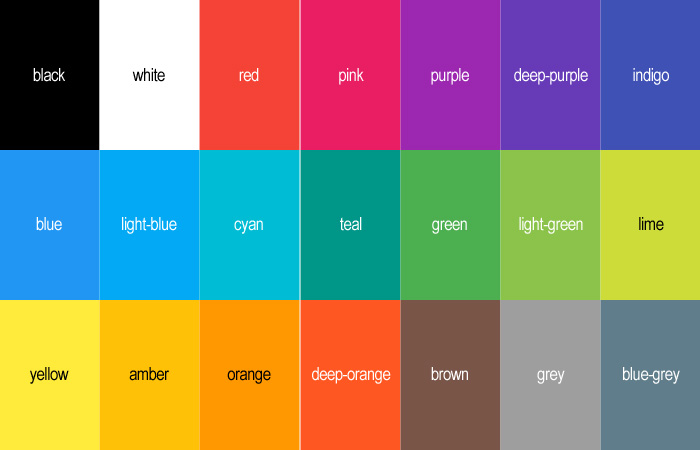 black white red pink purple deep-purple indigo
blue light-blue cyan teal green light-green lime
yellow amber orange deep-orange brown grey blue-grey